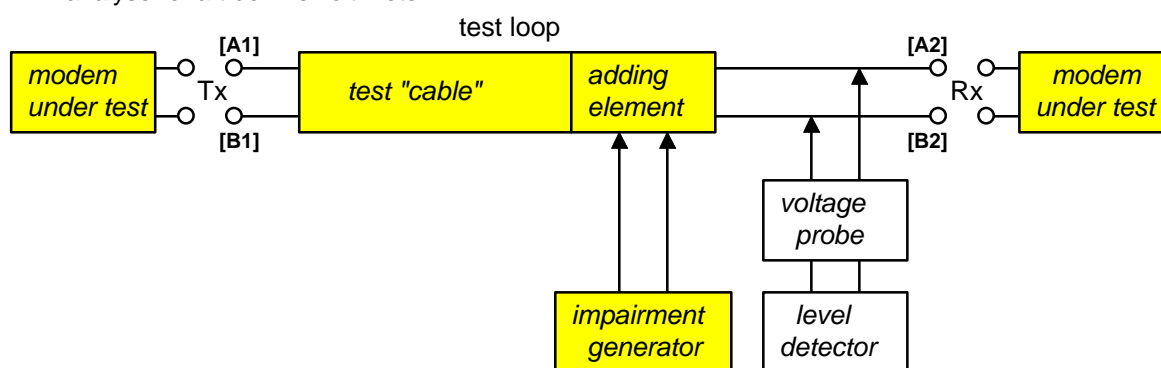 test loop
[A1]
[A2]
modem
under test
Tx
test "cable"
adding
element
Rx
modem
under test
[B1]
[B2]
voltage
probe
impairment
generator
level
detector